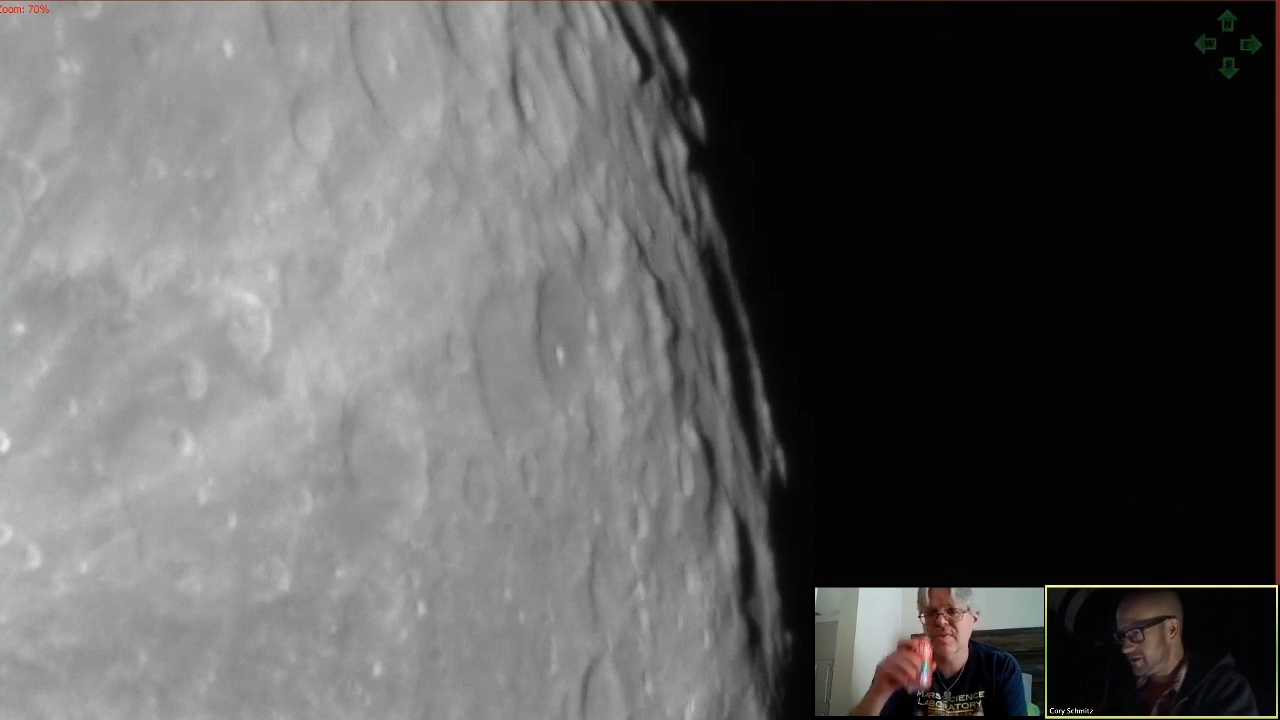 Zoom: 70%
N
W E
S
MARS SCIENCE
LABORATORY
Cory Schmitz